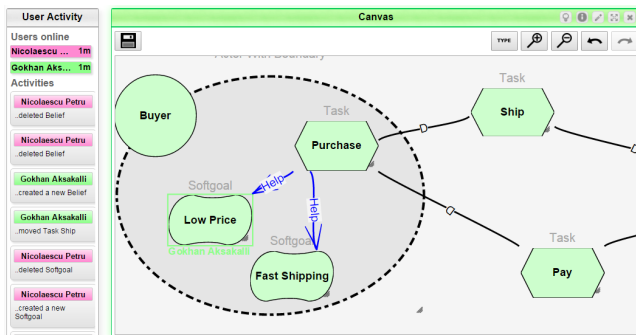 User Activity
Users online
Nicolaescu ... 1m
Gokhan Aks... 1m
Activities
Nicolaescu Petru
..deleted Belief
Nicolaescu Petru
..deleted Belief
Gokhan Aksakalli
..created a new Belief
Gokhan Aksakalli
..moved Task Ship
Nicolaescu Petru
..deleted Softgoal
Nicolaescu Petru
..created a new
Softgoal
Canvas
TYPE
Actor With Boundary
Buyer
Task
Purchase
Task
Ship
D
D
Softgoal
Low Price
Gokhan Aksakalli
Help
Help
Softgoal
Fast Shipping
Task
Pay